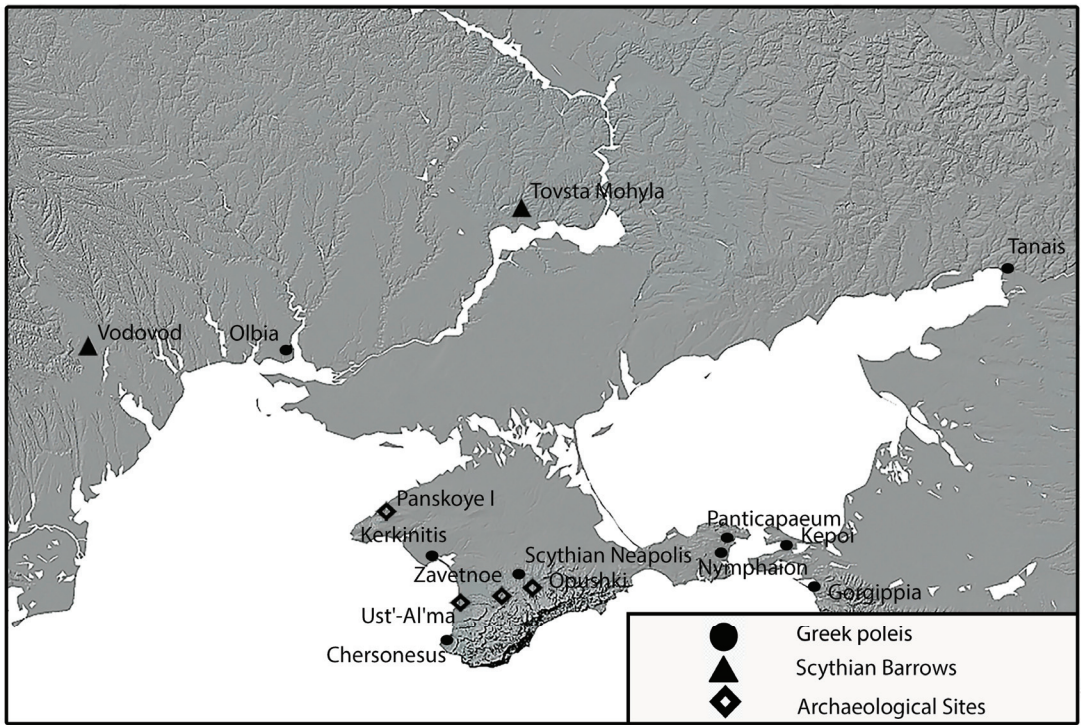 Tovsta Mohyla
Tanais
Vodovod
Olbia
Panskoye I
Kerkinitis
Panticapaeum
Kepoi
Scythian Neapolis
Nymphaion
Zavetnoe
Opushki
Gorgippia
Ust'-Al'ma
Chersonesus
Greek poleis
Scythian Barrows
Archaeological Sites